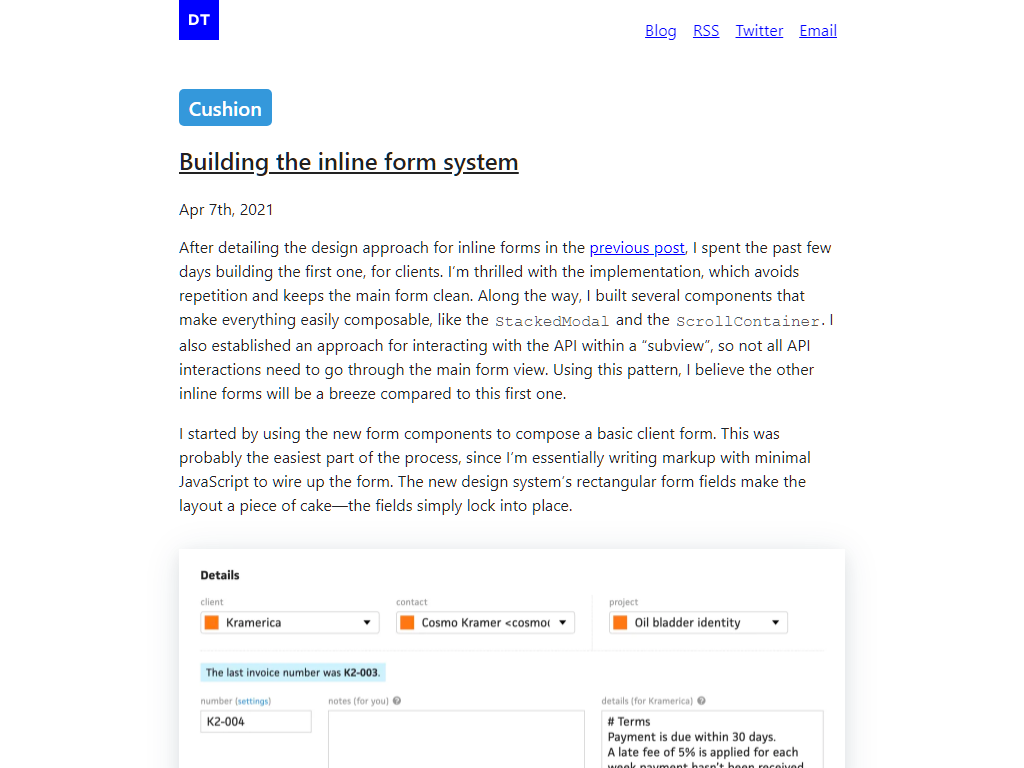 DT
Blog RSS Twitter Email
Cushion
Building the inline form system
Apr 7th, 2021
After detailing the design approach for inline forms in the previous post, I spent the past few
days building the first one, for clients. I’m thrilled with the implementation, which avoids
repetition and keeps the main form clean. Along the way, I built several components that
make everything easily composable, like the StackedModal and the ScrollContainer. I
also established an approach for interacting with the API within a “subview”, so not all API
interactions need to go through the main form view. Using this pattern, I believe the other
inline forms will be a breeze compared to this first one.
I started by using the new form components to compose a basic client form. This was
probably the easiest part of the process, since I’m essentially writing markup with minimal
JavaScript to wire up the form. The new design system’s rectangular form fields make the
layout a piece of cake—the fields simply lock into place.
Details
client contact project
Kramerica Cosmo Kramer <cosmo Oil bladder identity
The last invoice number was K2-003.
number (settings) notes (for you) details (for Kramerica)
K2-004 # Terms
Payment is due within 30 days.
A late fee of 5% is applied for each
week payment hasn't been received